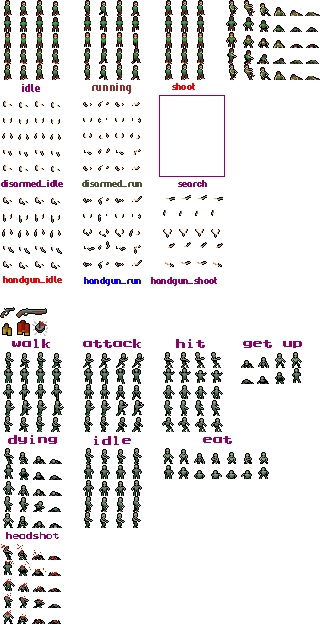 idle running shoot
disarmed_idle disarmed_run search
handgun_idle handgun_run handgun_shoot
walk attack hit get up
dying idle eat
headshot